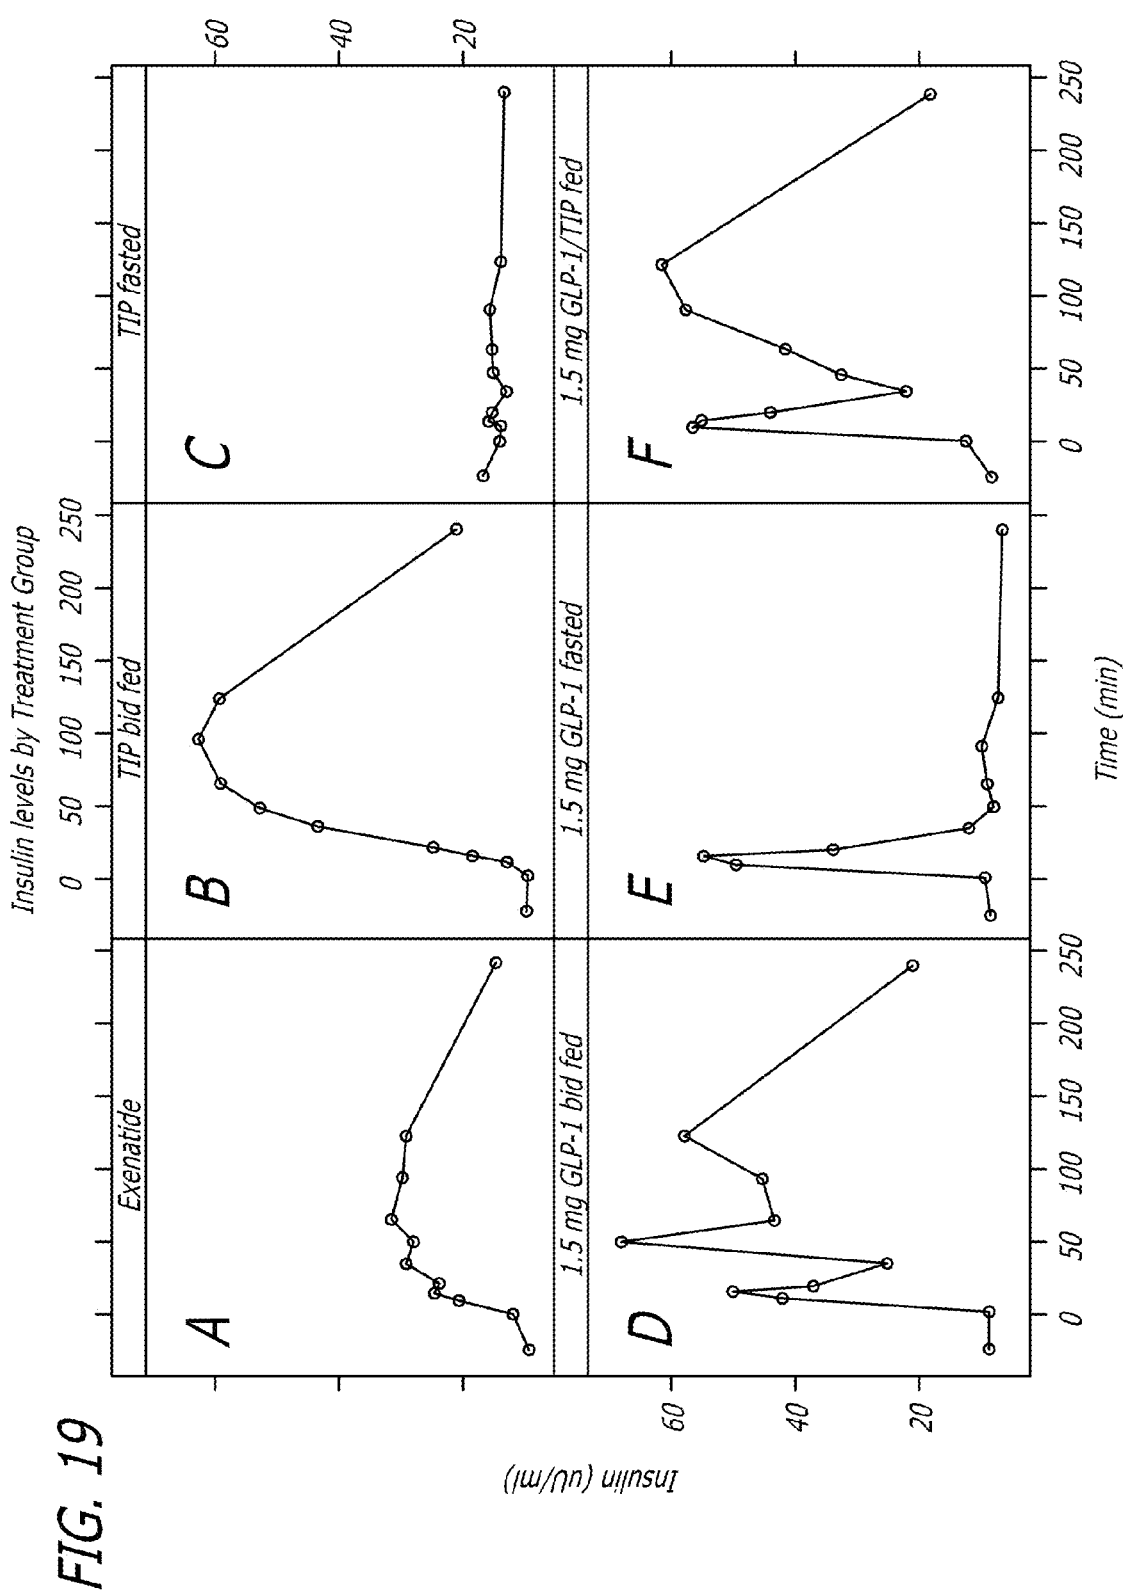 FIG. 19
Insulin levels by Treatment Group
0 50 100 150 200 250
Exenatide
TIP bid fed
TIP fasted
A
B
C
60
40
20
1.5 mg GLP-1 bid fed
1.5 mg GLP-1 fasted
1.5 mg GLP-1/TIP fed
D
E
F
60
40
20
Insulin (uU/ml)
0 50 100 150 200 250
0 50 100 150 200 250
Time (min)